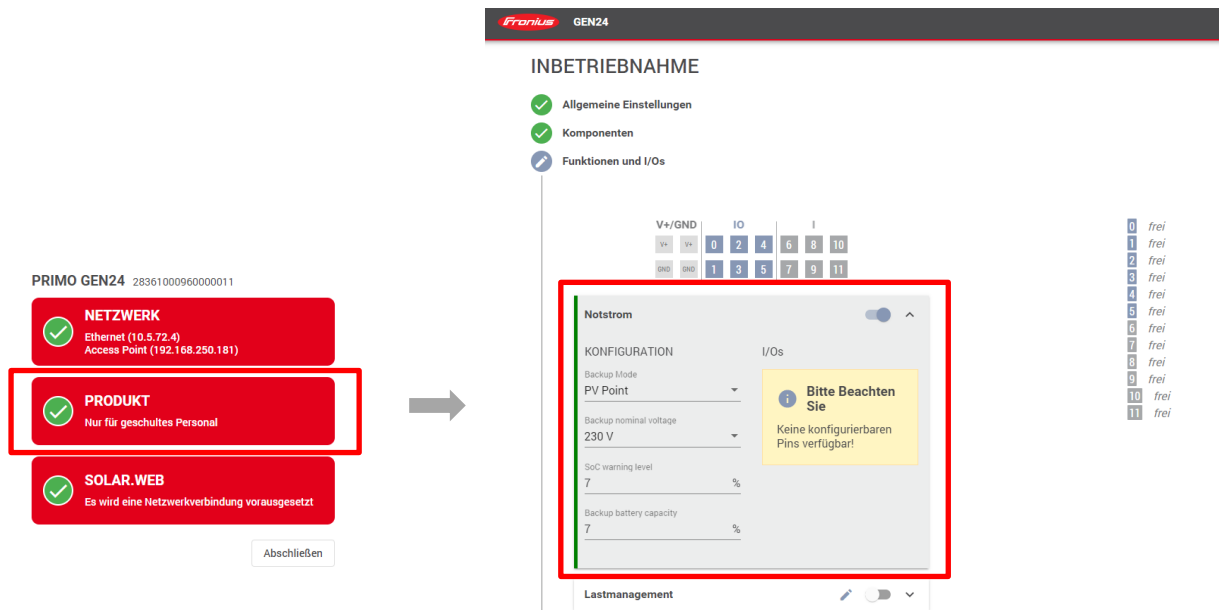 PRIMO GEN24 28361000960000011
NETZWERK
Ethernet (10.5.72.4)
Access Point (192.168.250.181)
PRODUKT
Nur für geschultes Personal
SOLAR.WEB
Es wird eine Netzwerkverbindung vorausgesetzt
Abschließen
Fronius GEN24
INBETRIEBNAHME
Allgemeine Einstellungen
Komponenten
Funktionen und I/Os
V+/GND IO I
V+ V+ 0 2 4 6 8 10
GND GND 1 3 5 7 9 11
Notstrom
KONFIGURATION
Backup Mode
PV Point
Backup nominal voltage
230 V
SoC warning level
7 %
Backup battery capacity
7 %
I/Os
Bitte Beachten
Sie
Keine konfigurierbaren
Pins verfügbar!
Lastmanagement
0 frei
1 frei
2 frei
3 frei
4 frei
5 frei
6 frei
7 frei
8 frei
9 frei
10 frei
11 frei